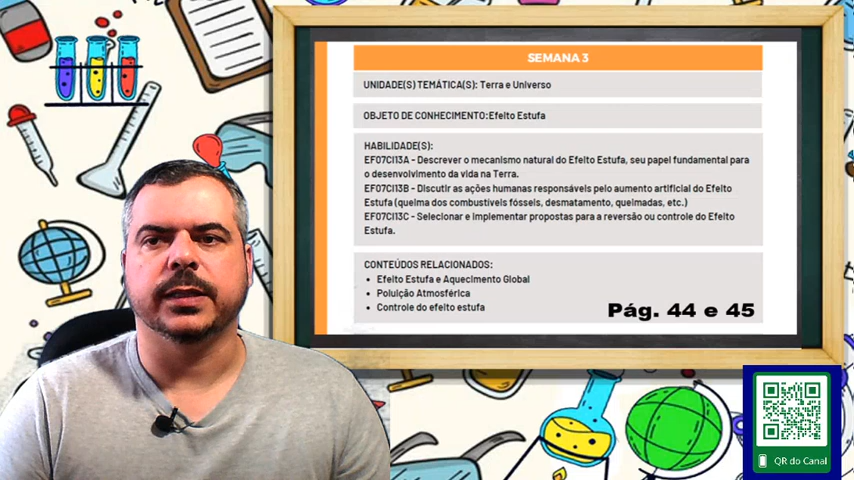 SEMANA 3
UNIDADE(S) TEMÁTICA(S): Terra e Universo
OBJETO DE CONHECIMENTO:Efeito Estufa
HABILIDADE(S):
EF07CI13A - Descrever o mecanismo natural do Efeito Estufa, seu papel fundamental para
o desenvolvimento da vida na Terra.
EF07CI13B - Discutir as ações humanas responsáveis pelo aumento artificial do Efeito
Estufa (queima dos combustíveis fósseis, desmatamento, queimadas, etc.)
EF07CI13C - Selecionar e implementar propostas para a reversão ou controle do Efeito
Estufa.
CONTEÚDOS RELACIONADOS:
• Efeito Estufa e Aquecimento Global
• Poluição Atmosférica
• Controle do efeito estufa
Pág. 44 e 45
QR do Canal